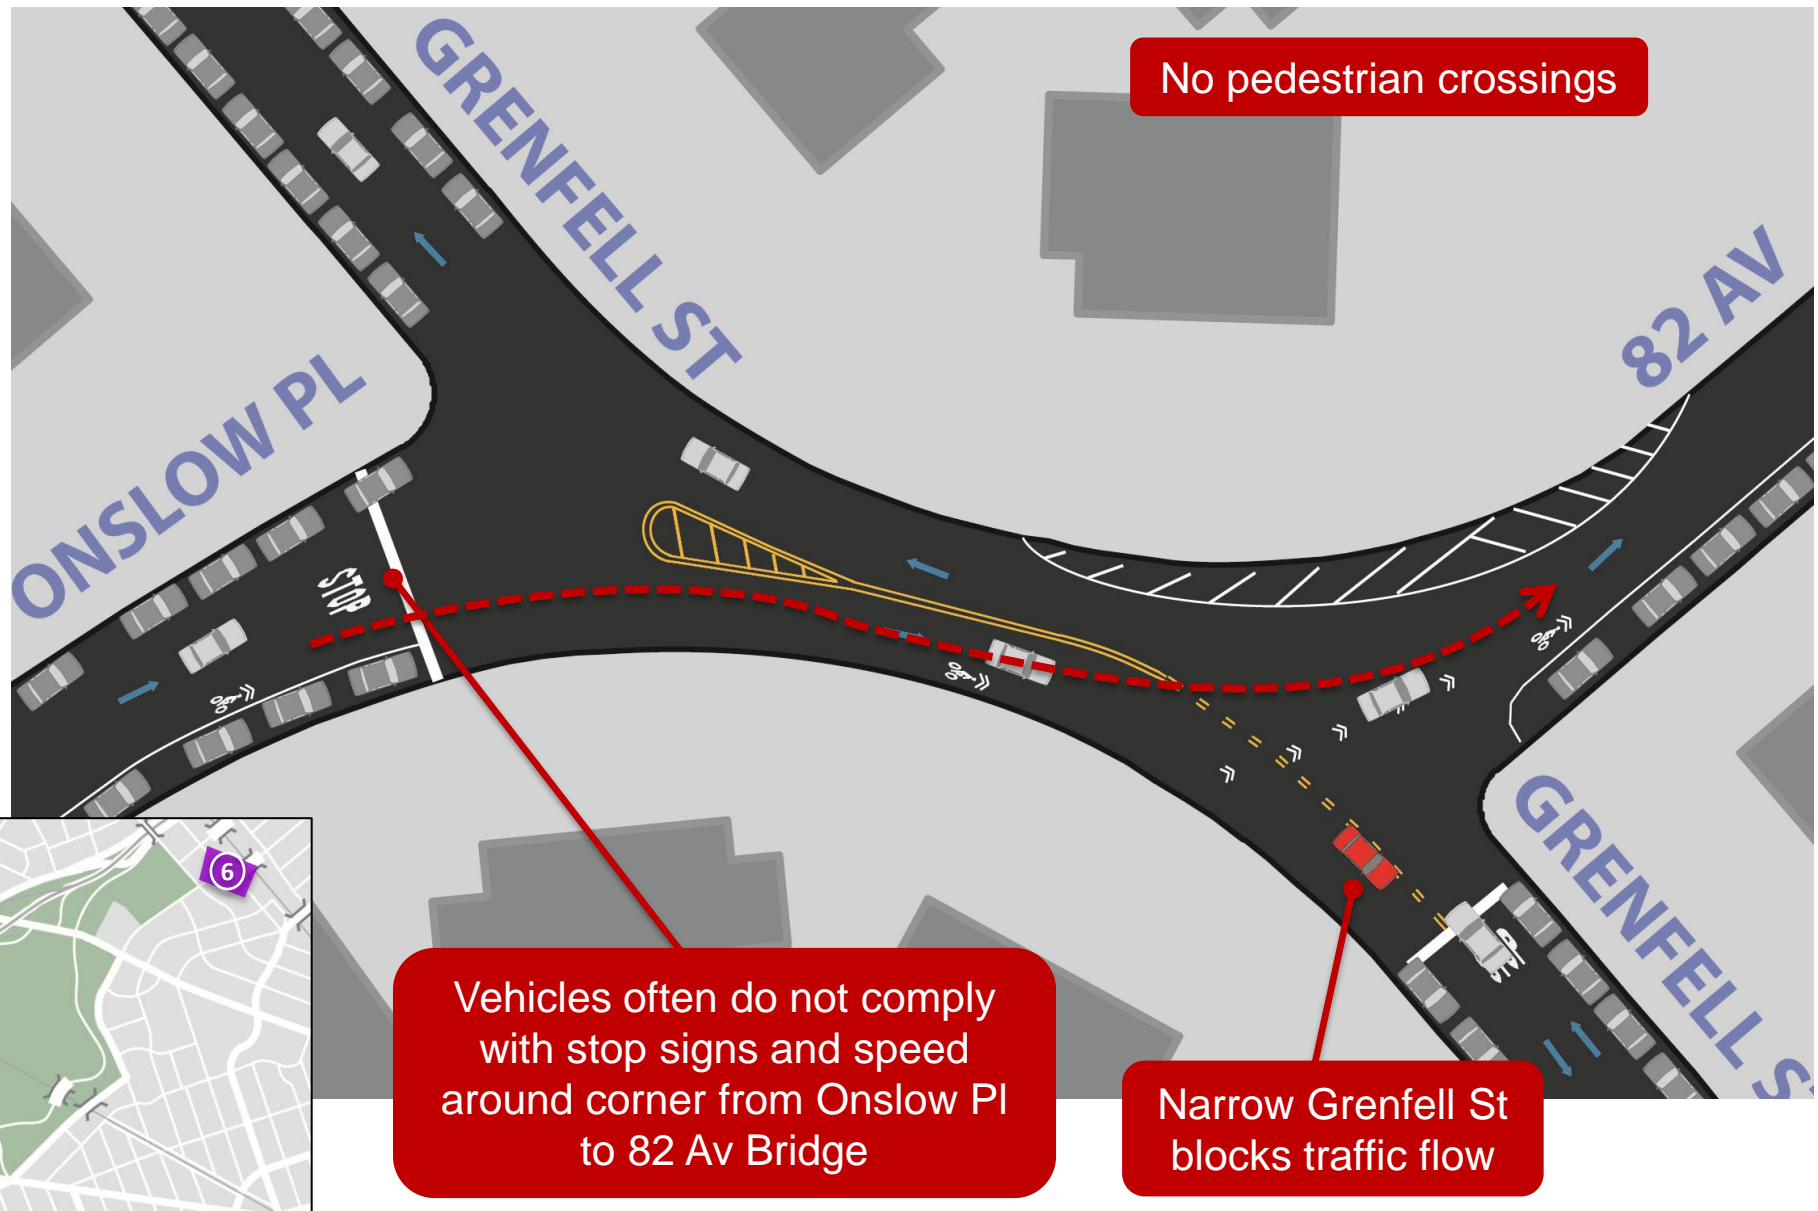 No pedestrian crossings
GRENFELL ST
82 AV
ONSLOW PL
STOP
GRENFELL S
6
Vehicles often do not comply
with stop signs and speed
around corner from Onslow Pl
to 82 Av Bridge
Narrow Grenfell St
blocks traffic flow